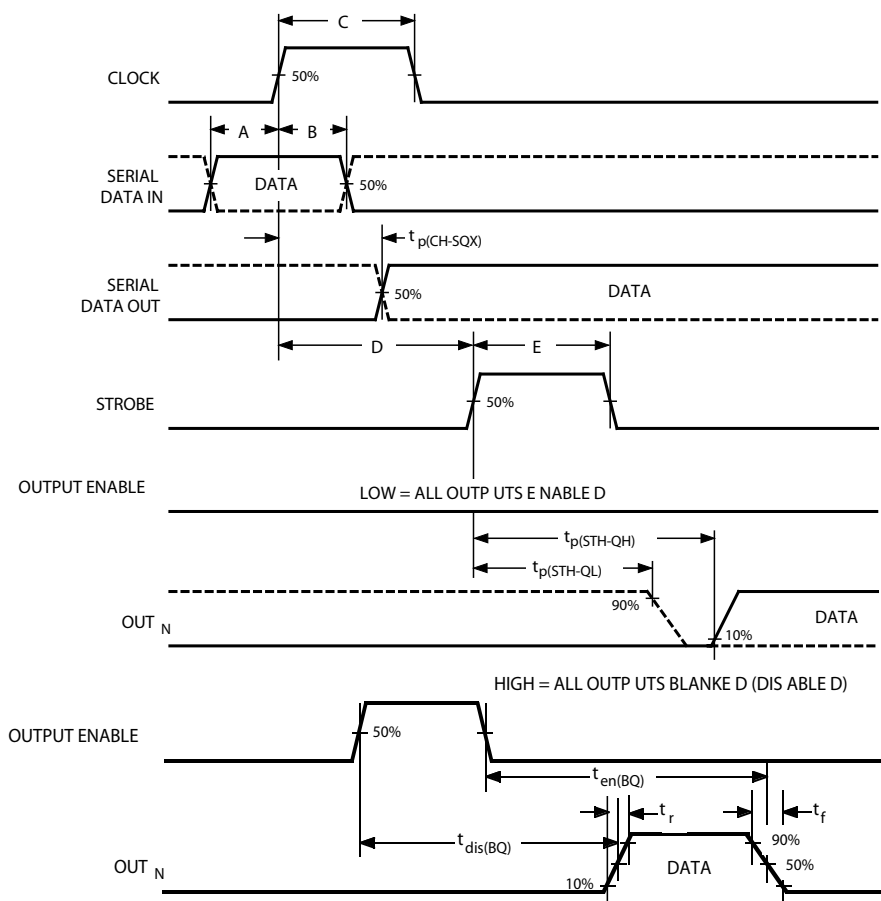 C
CLOCK
50%
A
B
SERIAL
DATA IN
DATA
50%
t p(CH-SQX)
SERIAL
DATA OUT
50%
DATA
D
E
STROBE
50%
OUTPUT ENABLE
LOW = ALL OUTP UTS E NABLE D
t p(STH-QH)
t p(STH-QL)
90%
OUT N
10%
DATA
HIGH = ALL OUTP UTS BLANKE D (DIS ABLE D)
OUTPUT ENABLE
50%
t en(BQ)
t r
t f
t dis(BQ)
90%
OUT N
DATA
50%
10%